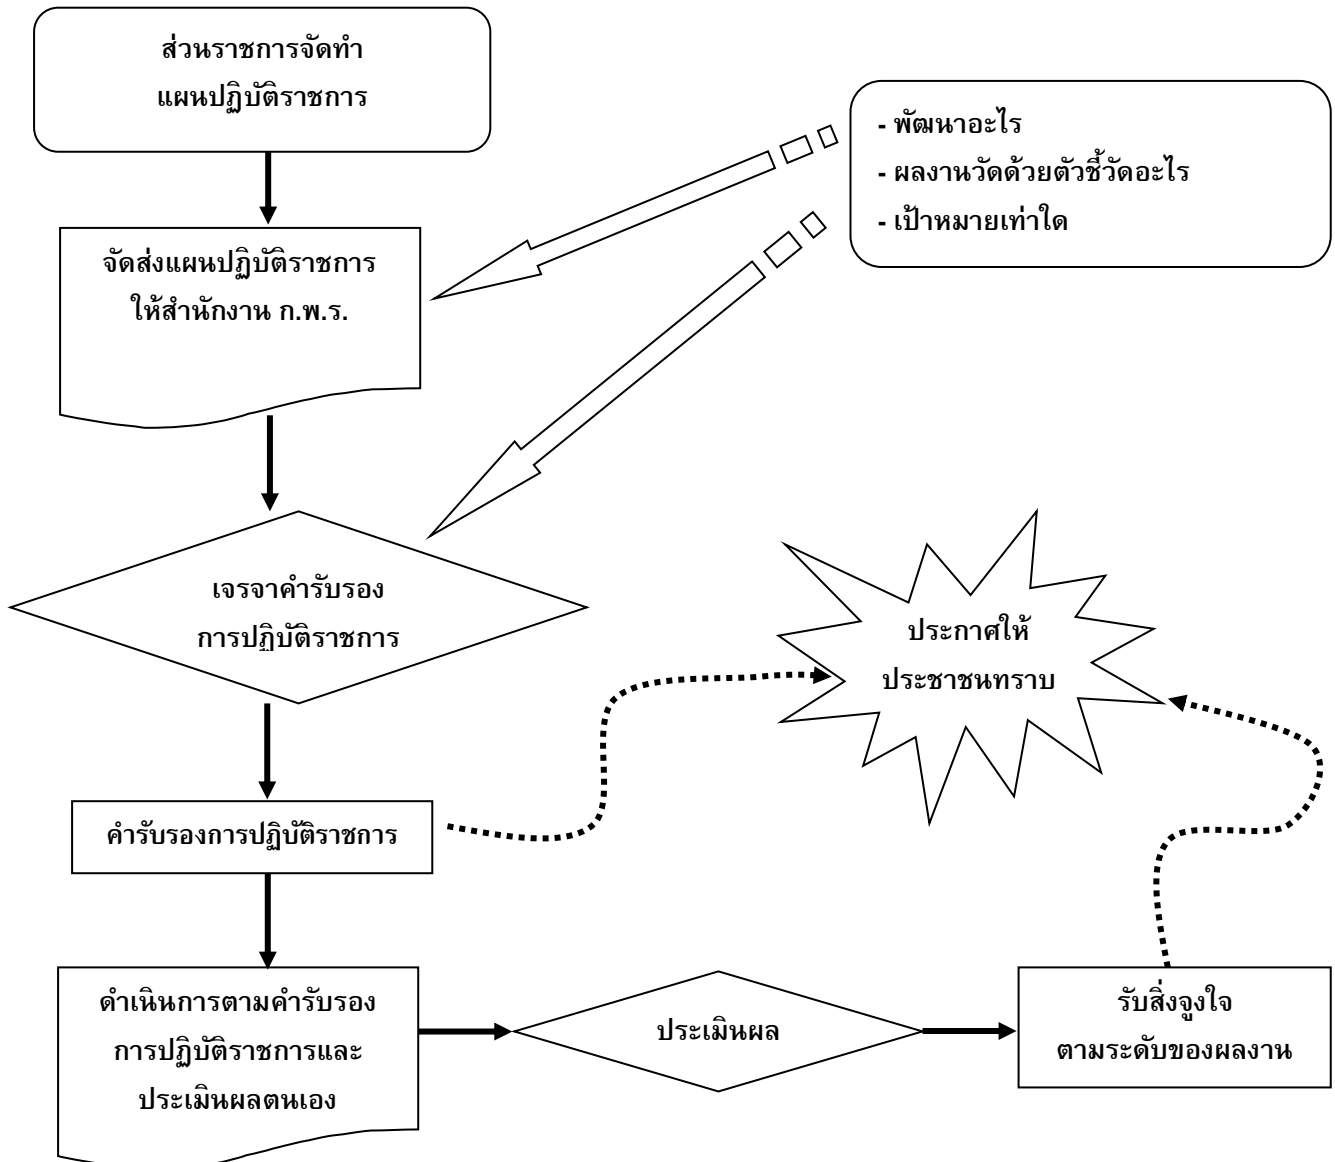 ส่วนราชการจัดทำ
แผนปฏิบัติราชการ
- พัฒนาอะไร
- ผลงานวัดด้วยตัวชี้วัดอะไร
- เป้าหมายเท่าใด
จัดส่งแผนปฏิบัติราชการ
ให้สำนักงาน ก.พ.ร.
เจรจาคำรับรอง
การปฏิบัติราชการ
ประกาศให้
ประชาชนทราบ
คำรับรองการปฏิบัติราชการ
ดำเนินการตามคำรับรอง
การปฏิบัติราชการและ
ประเมินผลตนเอง
ประเมินผล
รับสิ่งจูงใจ
ตามระดับของผลงาน